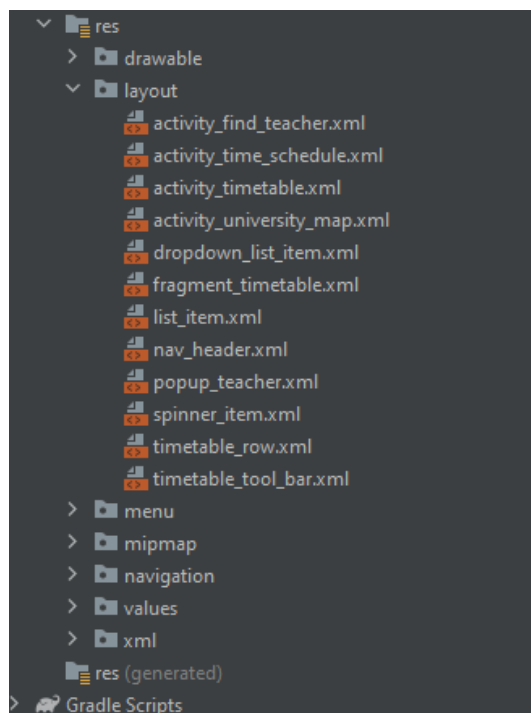 res
drawable
layout
activity_find_teacher.xml
activity_time_schedule.xml
activity_timetable.xml
activity_university_map.xml
dropdown_list_item.xml
fragment_timetable.xml
list_item.xml
nav_header.xml
popup_teacher.xml
spinner_item.xml
timetable_row.xml
timetable_tool_bar.xml
menu
mipmap
navigation
values
xml
res (generated)
Gradle Scripts